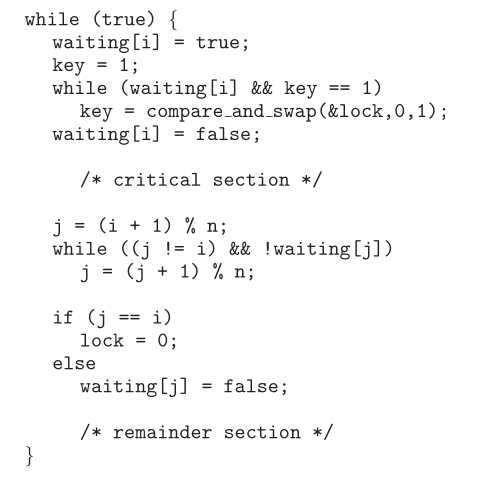 while (true) {
waiting[i] = true;
key = 1;
while (waiting[i] && key == 1)
key = compare_and_swap(&lock,0,1);
waiting[i] = false;
/* critical section */
j = (i + 1) % n;
while ((j != i) && !waiting[j])
j = (j + 1) % n;
if (j == i)
lock = 0;
else
waiting[j] = false;
/* remainder section */
}